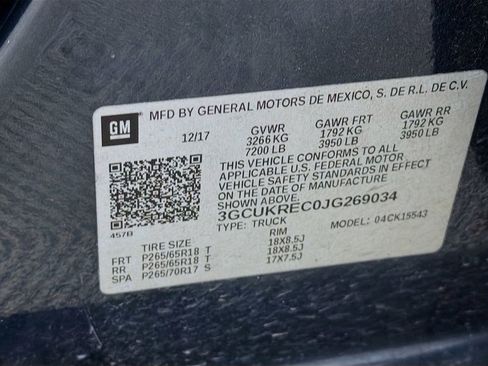 GM
MFD BY GENERAL MOTORS DE MEXICO, S. DE R.L. DE C.V.
12/17 GVWR GAWR FRT GAWR RR
3266 KG 1792 KG 1792 KG
7200 LB 3950 LB 3950 LB
THIS VEHICLE CONFORMS TO ALL
APPLICABLE U.S. FEDERAL MOTOR
VEHICLE SAFETY STANDARDS IN EFFECT
ON THE DATE OF MANUFACTURE SHOWN ABOVE.
3GCUKREC0JG269034
TYPE: TRUCK MODEL: 04CK15543
457B
TIRE SIZE RIM
FRT P265/65R18 T 18X8.5J
RR P265/65R18 T 18X8.5J
SPA P265/70R17 S 17X7.5J